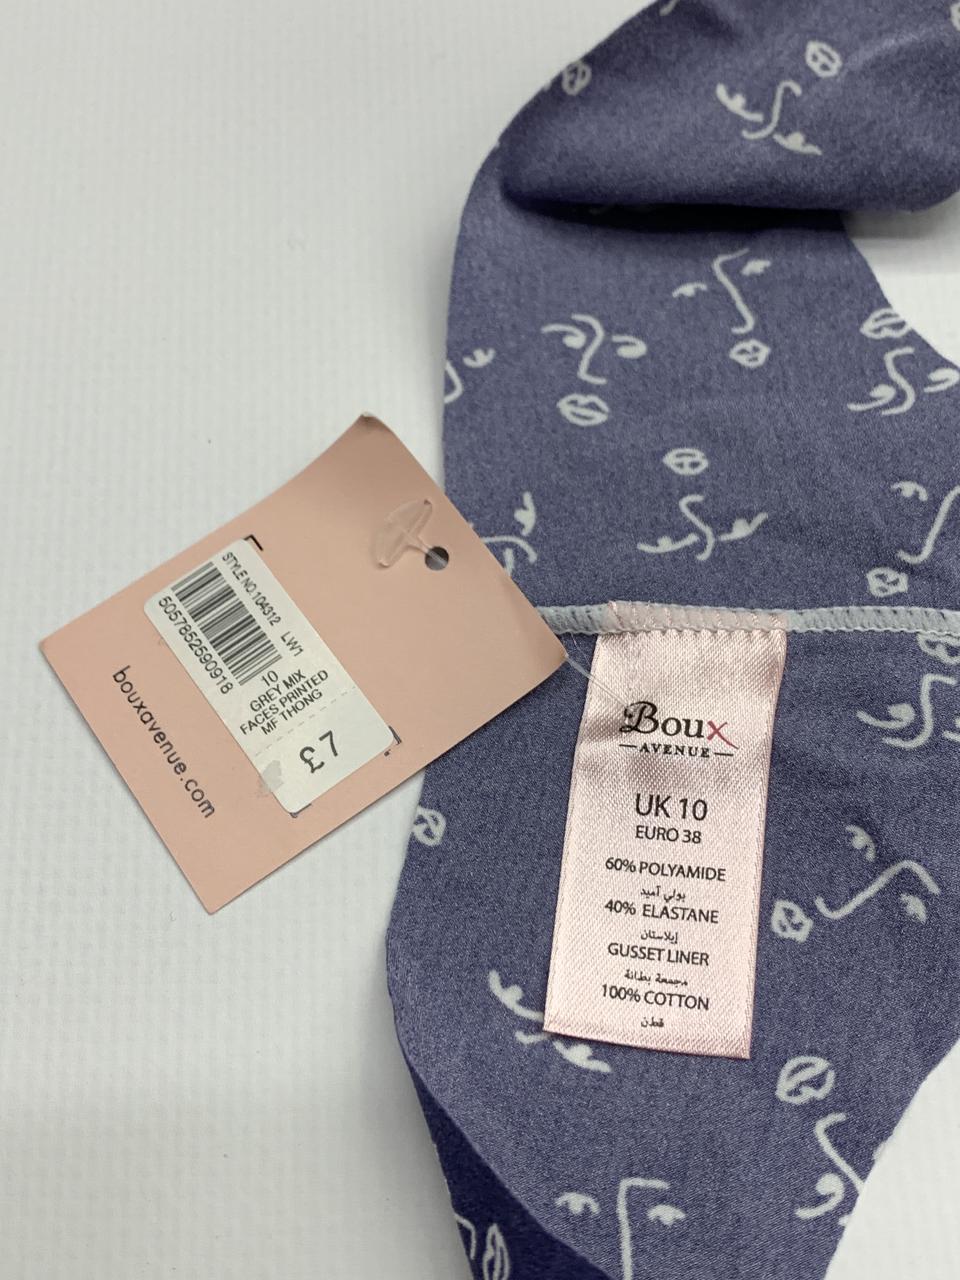 STYLE NO.104312 LW1
5057852590918
10
GREY MIX
FACES PRINTED
MF THONG
£7
bouxavenue.com
Boux
AVENUE
UK 10
EURO 38
60% POLYAMIDE
بولي أميد
40% ELASTANE
إيلاستان
GUSSET LINER
مجمعة بطانة
100% COTTON
قطن